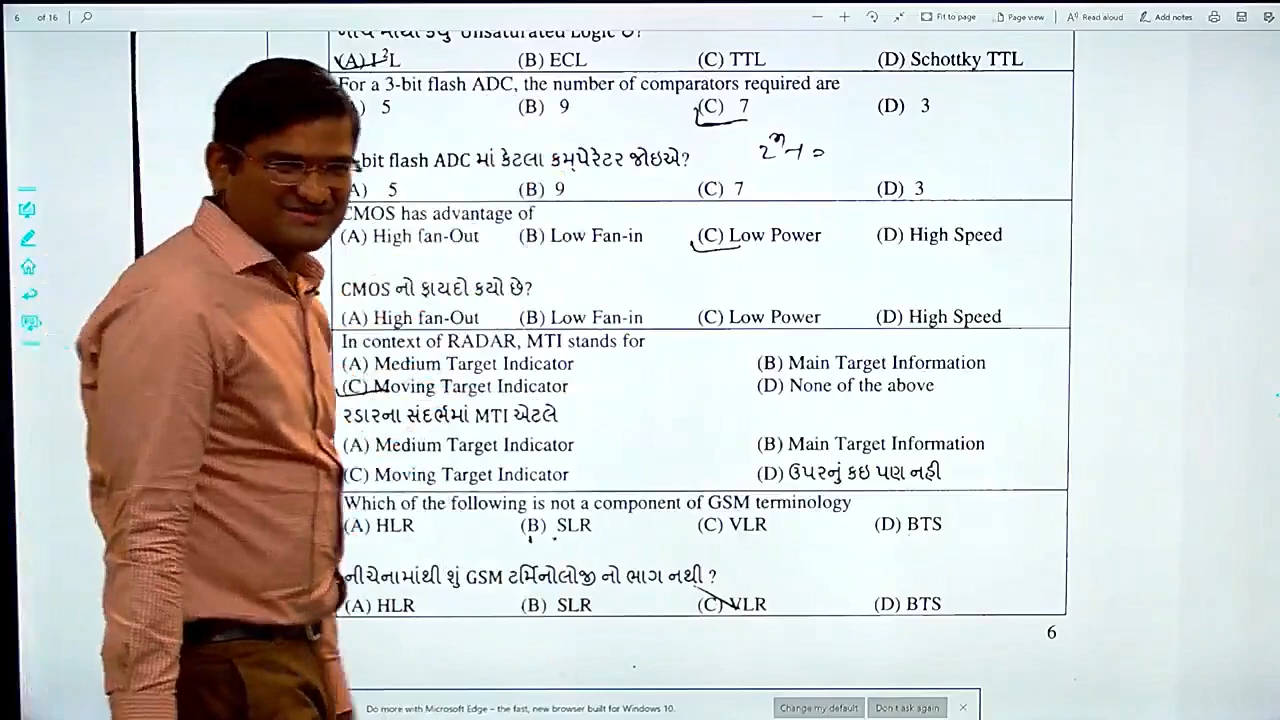 6 of 16 Fit to page Page view Read aloud Add notes
Unsaturated Logic
(A) I²L (B) ECL (C) TTL (D) Schottky TTL
For a 3-bit flash ADC, the number of comparators required are
5 (B) 9 (C) 7 (D) 3
2ⁿ-1
-bit flash ADC માં કેટલા કમ્પેરેટર જોઇએ?
A) 5 (B) 9 (C) 7 (D) 3
CMOS has advantage of
(A) High fan-Out (B) Low Fan-in (C) Low Power (D) High Speed
CMOS નો ફાયદો કયો છે?
(A) High fan-Out (B) Low Fan-in (C) Low Power (D) High Speed
In context of RADAR, MTI stands for
(A) Medium Target Indicator (B) Main Target Information
(C) Moving Target Indicator (D) None of the above
રડારના સંદર્ભમાં MTI એટલે
(A) Medium Target Indicator (B) Main Target Information
(C) Moving Target Indicator (D) ઉપરનું કઇ પણ નહી
Which of the following is not a component of GSM terminology
(A) HLR (B) SLR (C) VLR (D) BTS
નીચેનામાંથી શું GSM ટર્મિનોલોજી નો ભાગ નથી ?
(A) HLR (B) SLR (C) VLR (D) BTS
6
Do more with Microsoft Edge – the fast, new browser built for Windows 10. Change my default Don't ask again